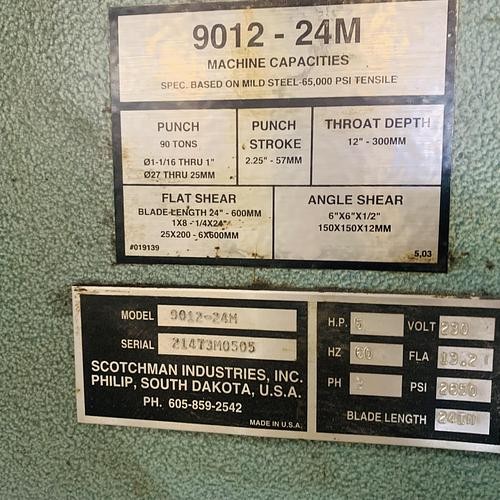 9012 - 24M
MACHINE CAPACITIES
SPEC. BASED ON MILD STEEL-65,000 PSI TENSILE
PUNCH
90 TONS
Ø1-1/16 THRU 1"
Ø27 THRU 25MM
PUNCH
STROKE
2.25" - 57MM
THROAT DEPTH
12" - 300MM
FLAT SHEAR
BLADE LENGTH 24" - 600MM
1X8 - 1/4X24"
25X200 - 6X600MM
#019139
ANGLE SHEAR
6"X6"X1/2"
150X150X12MM
5,03
MODEL 9012-24M
SERIAL 214T3M0505
SCOTCHMAN INDUSTRIES, INC.
PHILIP, SOUTH DAKOTA, U.S.A.
PH. 605-859-2542
MADE IN U.S.A.
H.P. 5 VOLT 230
HZ 60 FLA 13.2
PH PSI 2650
BLADE LENGTH 24IN